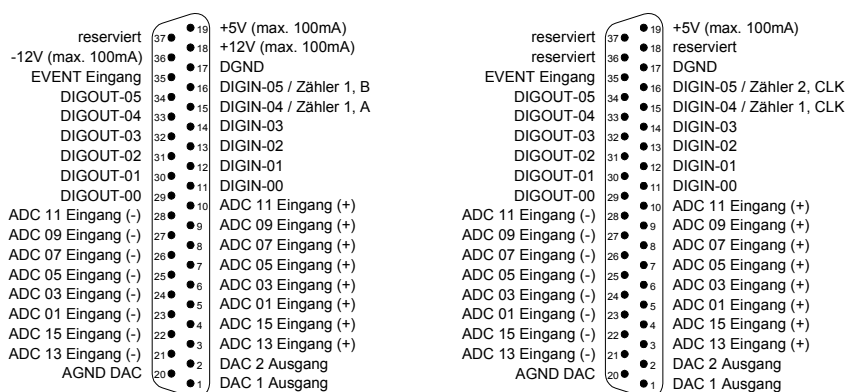 reserviert 37 19 +5V (max. 100mA)
-12V (max. 100mA) 36 18 +12V (max. 100mA)
EVENT Eingang 35 17 DGND
DIGOUT-05 34 16 DIGIN-05 / Zähler 1, B
DIGOUT-04 33 15 DIGIN-04 / Zähler 1, A
DIGOUT-03 32 14 DIGIN-03
DIGOUT-02 31 13 DIGIN-02
DIGOUT-01 30 12 DIGIN-01
DIGOUT-00 29 11 DIGIN-00
ADC 11 Eingang (-) 28 10 ADC 11 Eingang (+)
ADC 09 Eingang (-) 27 9 ADC 09 Eingang (+)
ADC 07 Eingang (-) 26 8 ADC 07 Eingang (+)
ADC 05 Eingang (-) 25 7 ADC 05 Eingang (+)
ADC 03 Eingang (-) 24 6 ADC 03 Eingang (+)
ADC 01 Eingang (-) 23 5 ADC 01 Eingang (+)
ADC 15 Eingang (-) 22 4 ADC 15 Eingang (+)
ADC 13 Eingang (-) 21 3 ADC 13 Eingang (+)
AGND DAC 20 2 DAC 2 Ausgang
1 DAC 1 Ausgang
reserviert 37 19 +5V (max. 100mA)
reserviert 36 18 reserviert
EVENT Eingang 35 17 DGND
DIGOUT-05 34 16 DIGIN-05 / Zähler 2, CLK
DIGOUT-04 33 15 DIGIN-04 / Zähler 1, CLK
DIGOUT-03 32 14 DIGIN-03
DIGOUT-02 31 13 DIGIN-02
DIGOUT-01 30 12 DIGIN-01
DIGOUT-00 29 11 DIGIN-00
ADC 11 Eingang (-) 28 10 ADC 11 Eingang (+)
ADC 09 Eingang (-) 27 9 ADC 09 Eingang (+)
ADC 07 Eingang (-) 26 8 ADC 07 Eingang (+)
ADC 05 Eingang (-) 25 7 ADC 05 Eingang (+)
ADC 03 Eingang (-) 24 6 ADC 03 Eingang (+)
ADC 01 Eingang (-) 23 5 ADC 01 Eingang (+)
ADC 15 Eingang (-) 22 4 ADC 15 Eingang (+)
ADC 13 Eingang (-) 21 3 ADC 13 Eingang (+)
AGND DAC 20 2 DAC 2 Ausgang
1 DAC 1 Ausgang